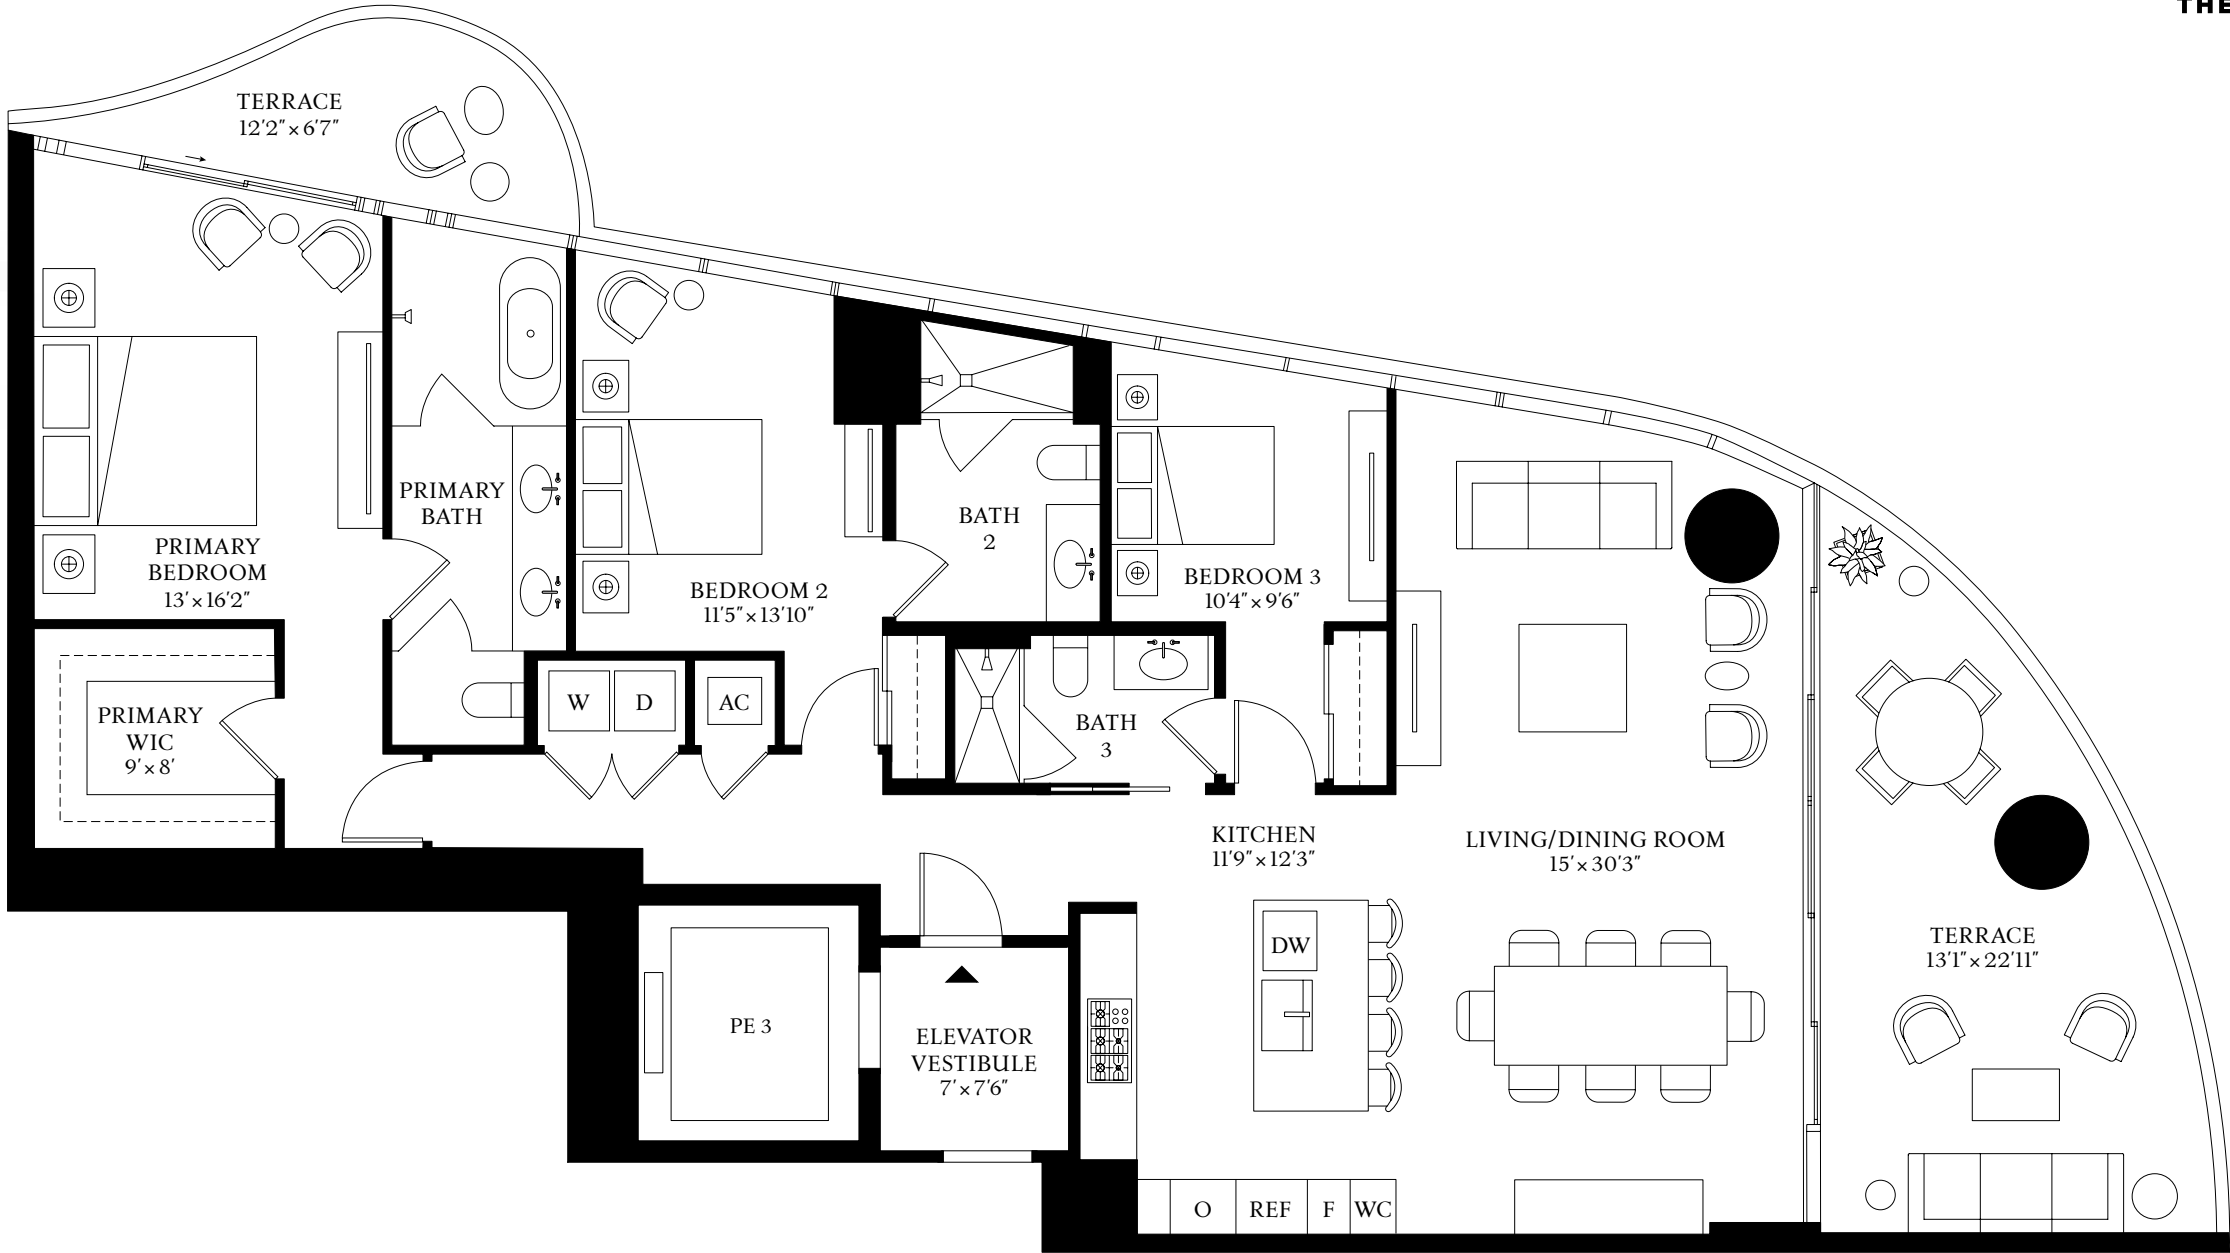 THE
TERRACE
12'2" × 6'7"
PRIMARY
BEDROOM
13' × 16'2"
PRIMARY
BATH
BEDROOM 2
11'5" × 13'10"
BATH
2
BEDROOM 3
10'4" × 9'6"
PRIMARY
WIC
9' × 8'
W
D
AC
BATH
3
KITCHEN
11'9" × 12'3"
LIVING/DINING ROOM
15' × 30'3"
DW
TERRACE
13'1" × 22'11"
PE 3
ELEVATOR
VESTIBULE
7' × 7'6"
O
REF
F
WC